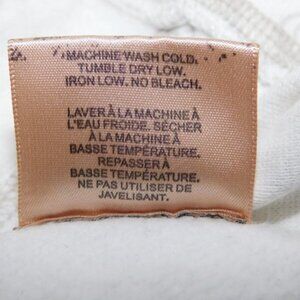 MACHINE WASH COLD.
TUMBLE DRY LOW.
IRON LOW. NO BLEACH.
LAVER À LA MACHINE À
L'EAU FROIDE. SÉCHER
À LA MACHINE À
BASSE TEMPÉRATURE.
REPASSER À
BASSE TEMPÉRATURE.
NE PAS UTILISER DE
JAVELISANT.